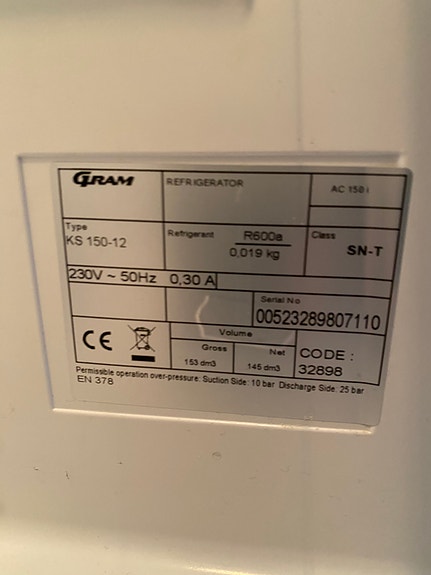 GRAM
REFRIGERATOR
AC 150 l
Type
KS 150-12
Refrigerant
R600a
0,019 kg
Class
SN-T
230V ~ 50Hz 0,30 A
Serial No
00523289807110
CE
Volume
Gross
153 dm3
Net
145 dm3
CODE :
32898
Permissible operation over-pressure: Suction Side: 10 bar Discharge Side: 25 bar
EN 378